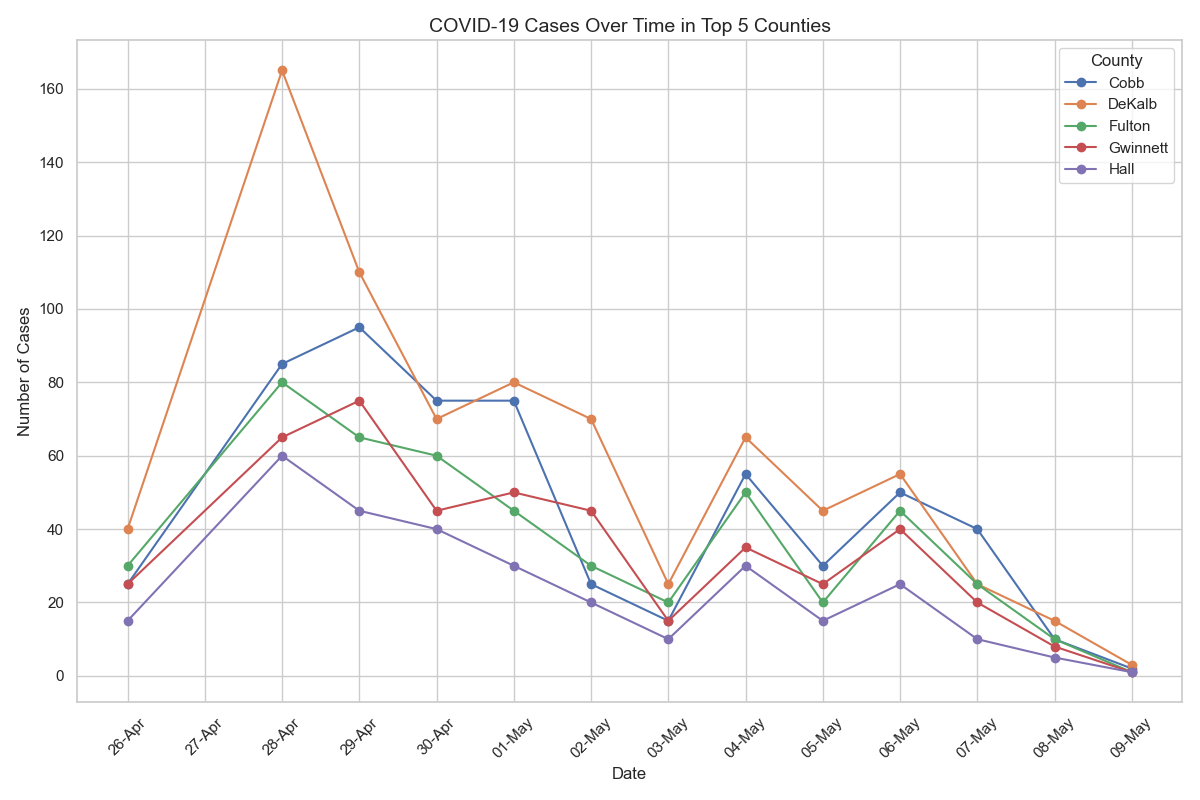 COVID-19 Cases Over Time in Top 5 Counties
County
Cobb
DeKalb
Fulton
Gwinnett
Hall
Number of Cases
160
140
120
100
80
60
40
20
0
26-Apr
27-Apr
28-Apr
29-Apr
30-Apr
01-May
02-May
03-May
04-May
05-May
06-May
07-May
08-May
09-May
Date